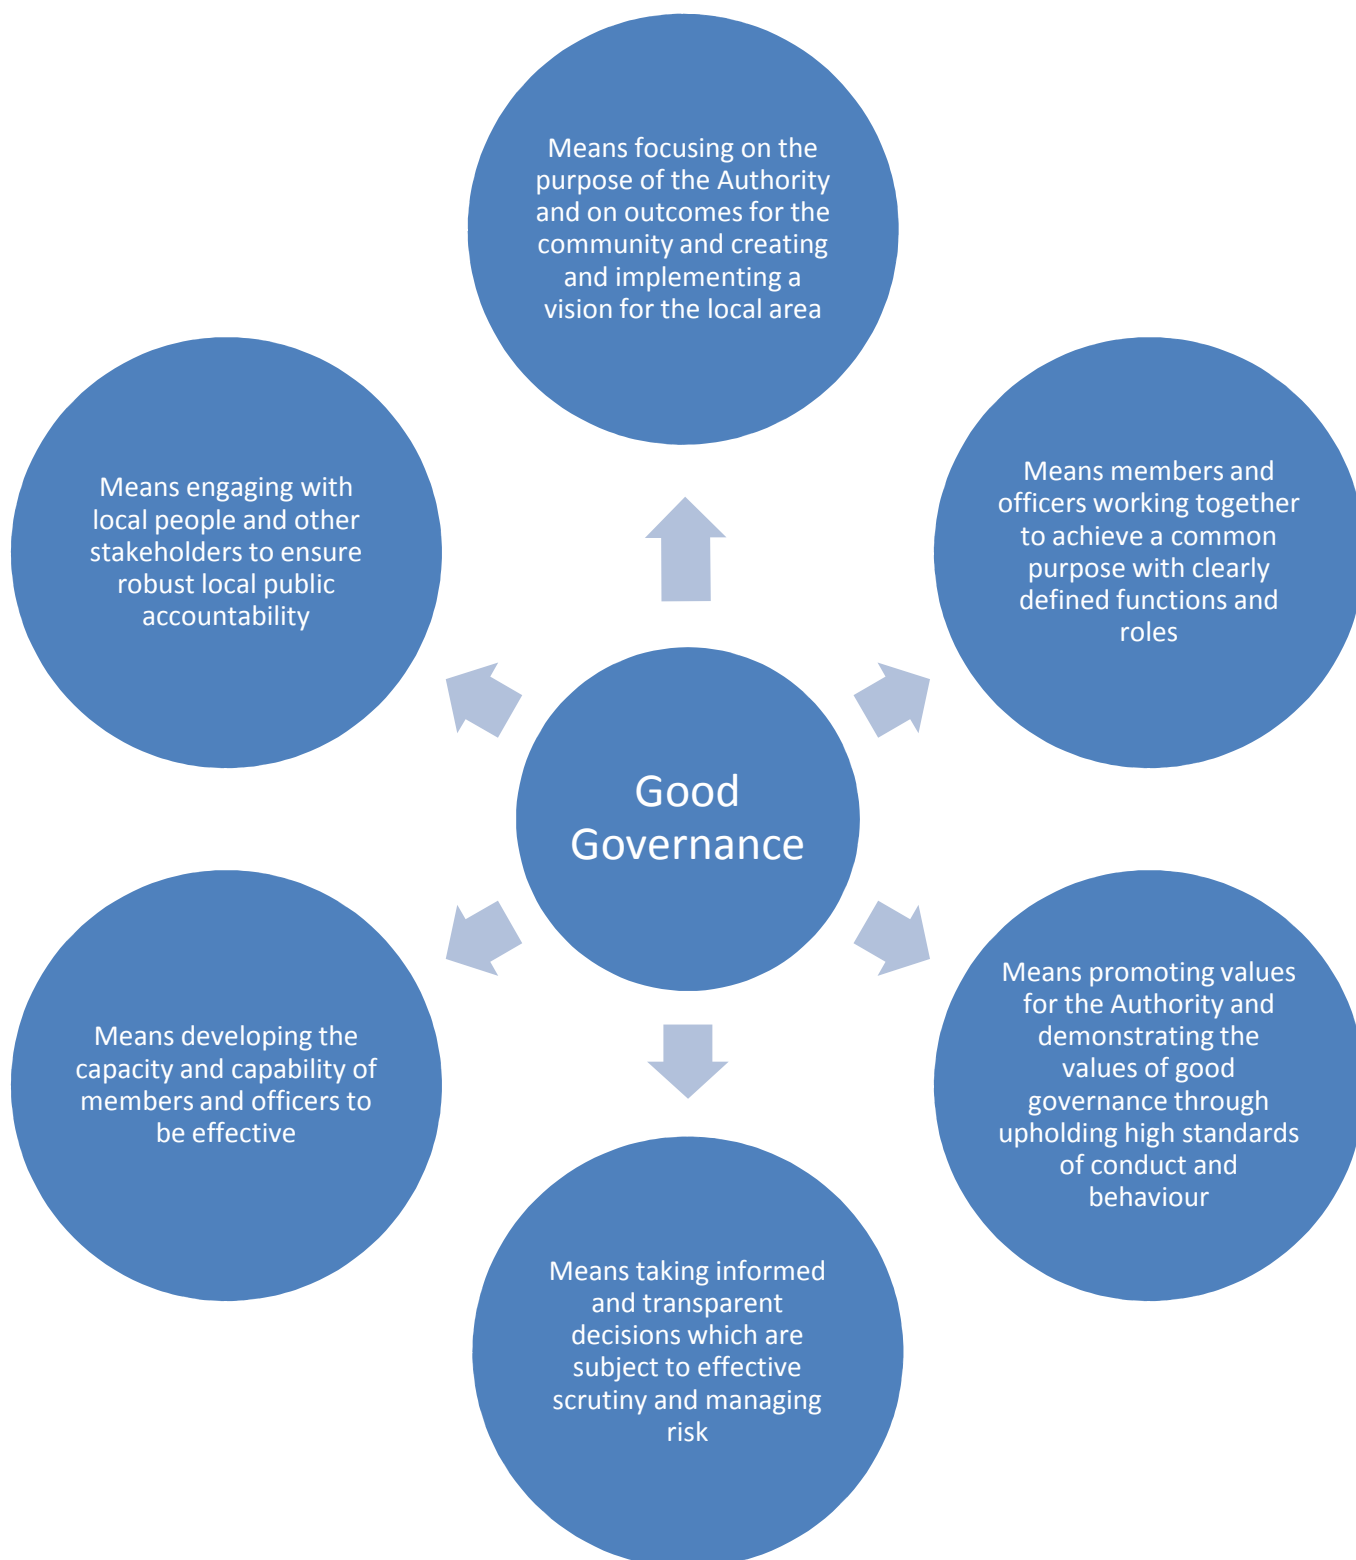 Means focusing on the
purpose of the Authority
and on outcomes for the
community and creating
and implementing a
vision for the local area
Means members and
officers working together
to achieve a common
purpose with clearly
defined functions and
roles
Means promoting values
for the Authority and
demonstrating the
values of good
governance through
upholding high standards
of conduct and
behaviour
Means taking informed
and transparent
decisions which are
subject to effective
scrutiny and managing
risk
Means developing the
capacity and capability of
members and officers to
be effective
Means engaging with
local people and other
stakeholders to ensure
robust local public
accountability
Good
Governance